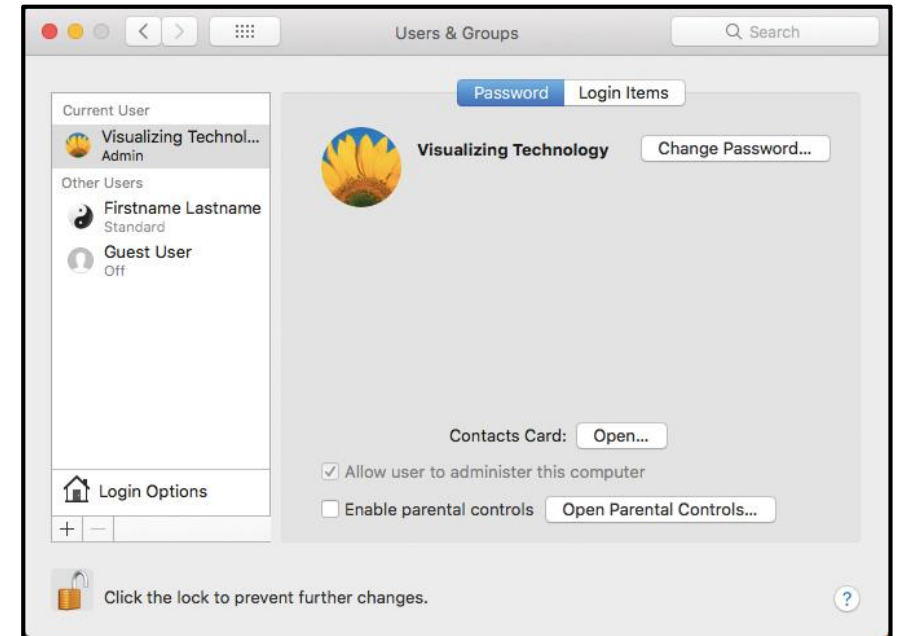 Users & Groups
Search
Password
Login Items
Current User
Visualizing Technol...
Admin
Other Users
Firstname Lastname
Standard
Guest User
Off
Login Options
+ −
Visualizing Technology
Change Password...
Contacts Card:
Open...
Allow user to administer this computer
Enable parental controls
Open Parental Controls...
Click the lock to prevent further changes.
?